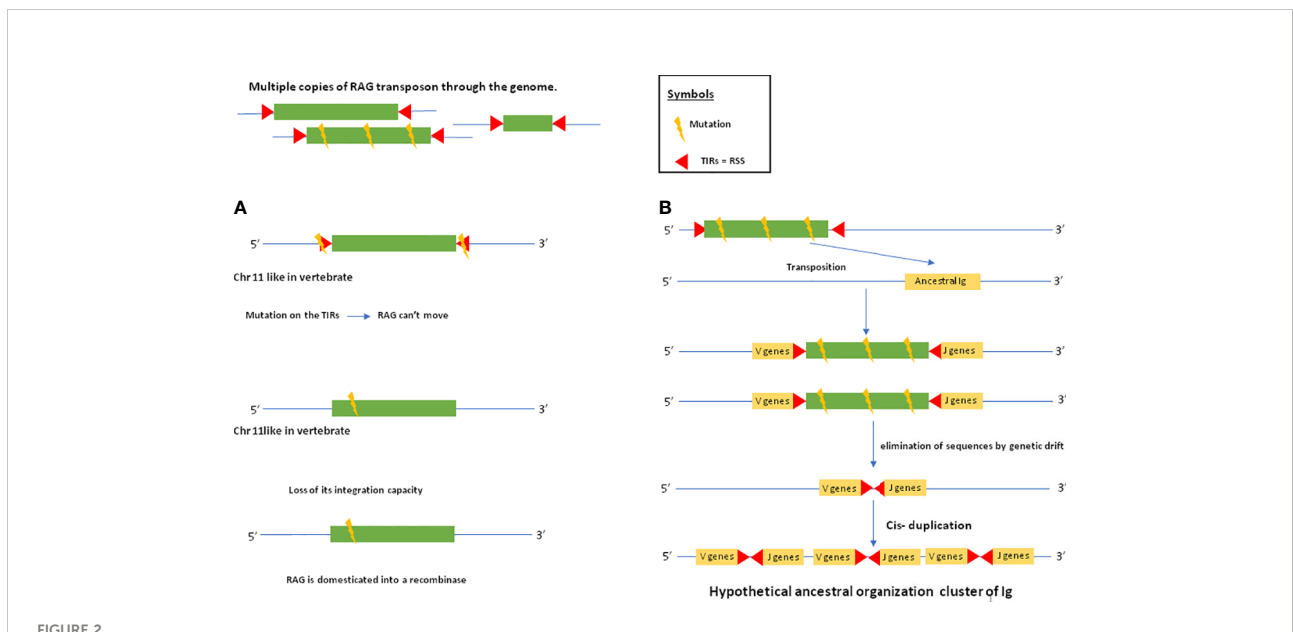 Multiple copies of RAG transposon through the genome.
Symbols
Mutation
TIRs = RSS
A
5′ 3′
Chr 11 like in vertebrate
Mutation on the TIRs RAG can't move
5′ 3′
Chr 11like in vertebrate
Loss of its integration capacity
5′ 3′
RAG is domesticated into a recombinase
B
5′ 3′
Transposition
5′ Ancestral Ig 3′
5′ V genes J genes 3′
5′ V genes J genes 3′
elimination of sequences by genetic drift
5′ V genes J genes 3′
Cis- duplication
5′ V genes J genes V genes J genes V genes J genes 3′
Hypothetical ancestral organization cluster of Ig
FIGURE 2